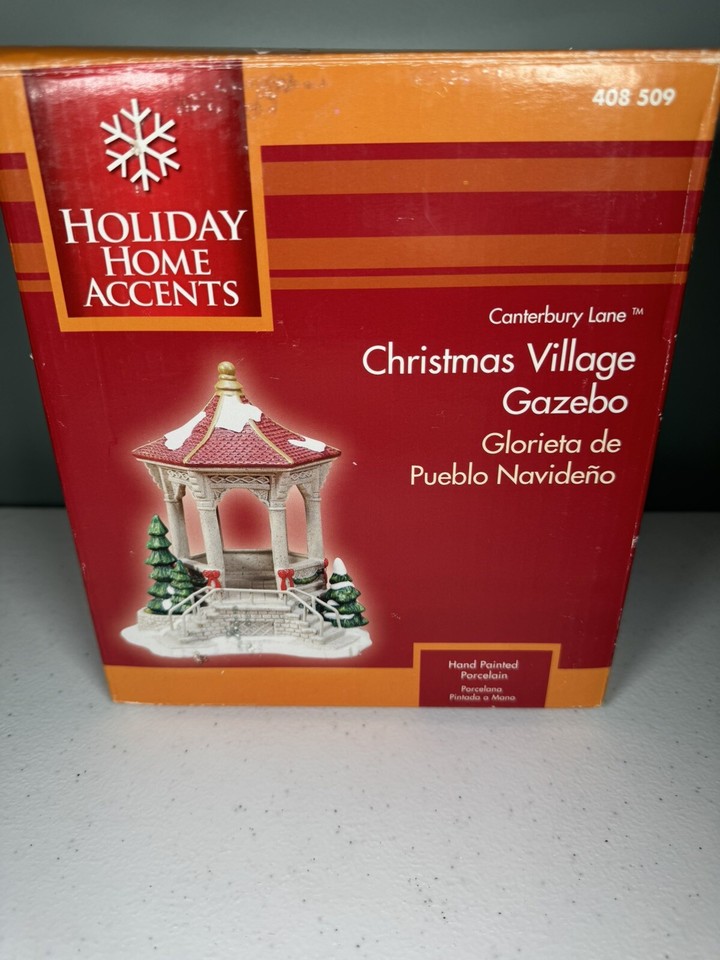 408 509
HOLIDAY
HOME
ACCENTS
Canterbury Lane™
Christmas Village
Gazebo
Glorieta de
Pueblo Navideño
Hand Painted
Porcelain
Porcelana
Pintada a Mano